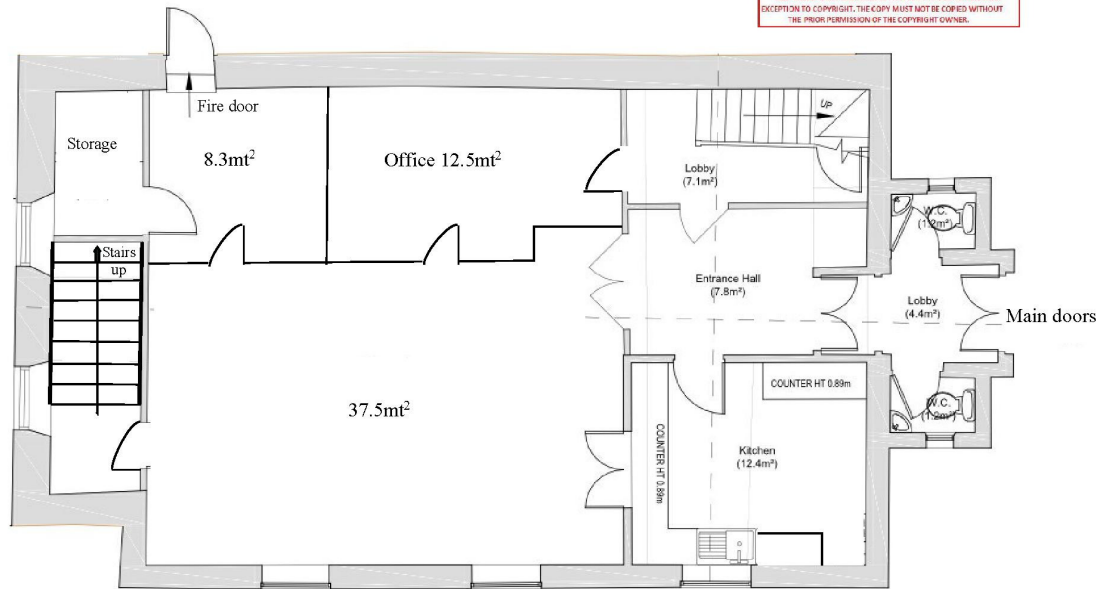 EXCEPTION TO COPYRIGHT. THE COPY MUST NOT BE COPIED WITHOUT
THE PRIOR PERMISSION OF THE COPYRIGHT OWNER.
Fire door
Storage
8.3mt²
Office 12.5mt²
UP
Lobby
(7.1m²)
W.C.
(1.2m²)
Stairs
up
Entrance Hall
(7.8m²)
Lobby
(4.4m²)
Main doors
37.5mt²
COUNTER HT 0.89m
W.C.
(1.2m²)
COUNTER HT 0.89m
Kitchen
(12.4m²)